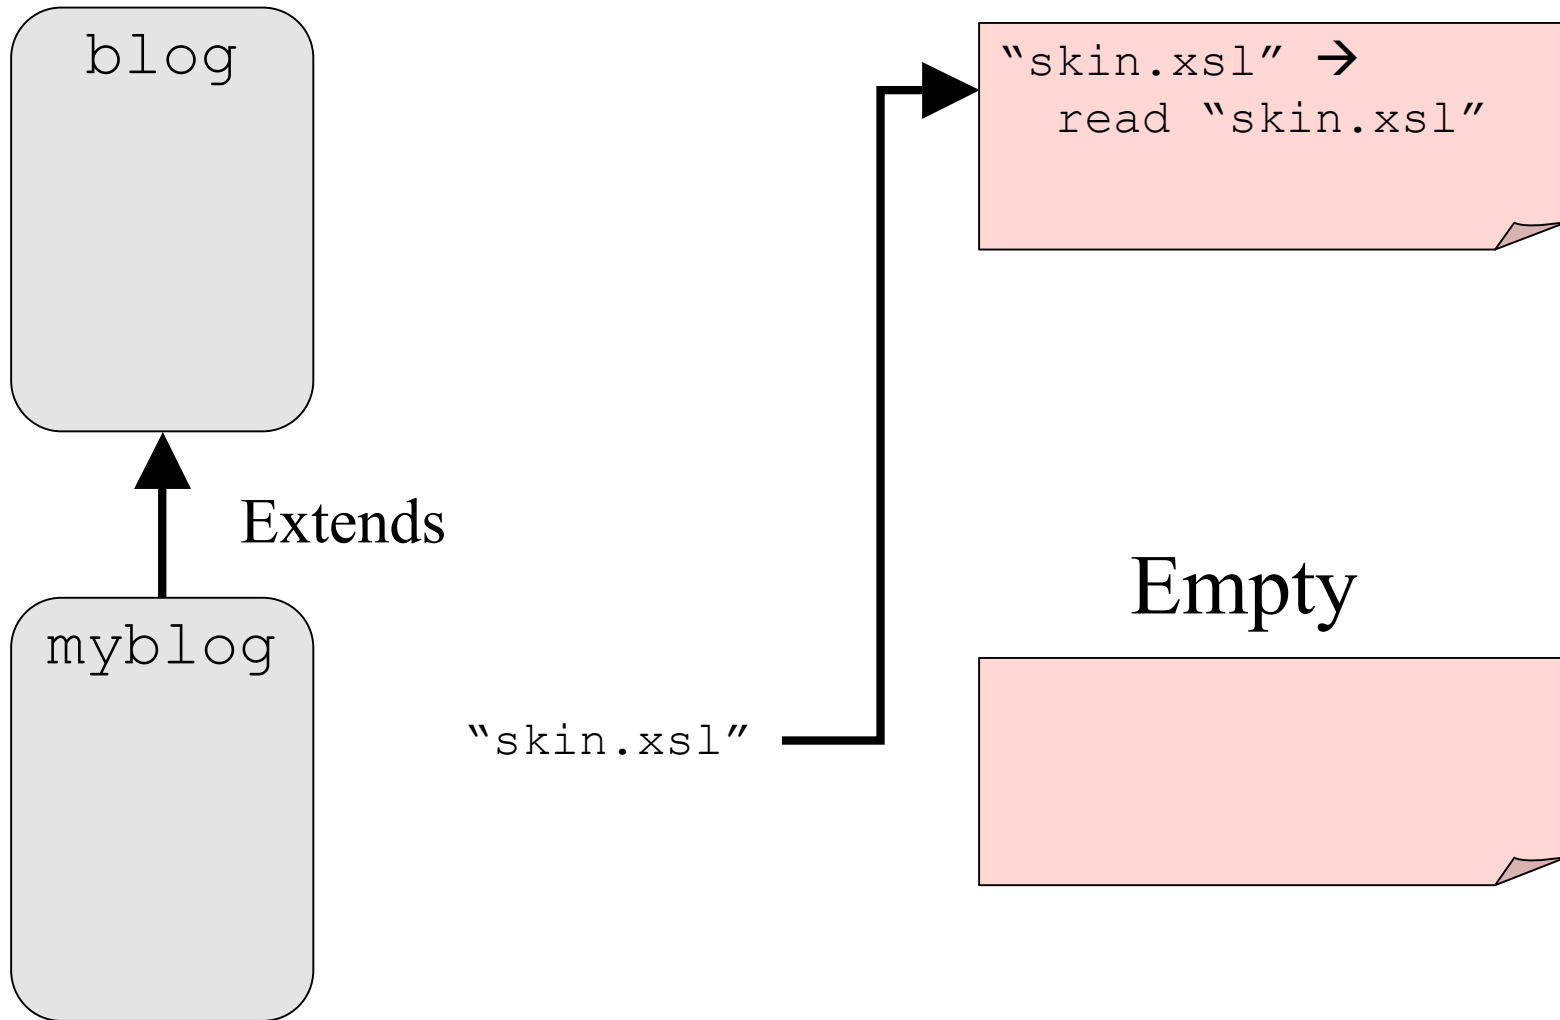 blog
“skin.xsl” →
read “skin.xsl”
Extends
Empty
myblog
“skin.xsl”